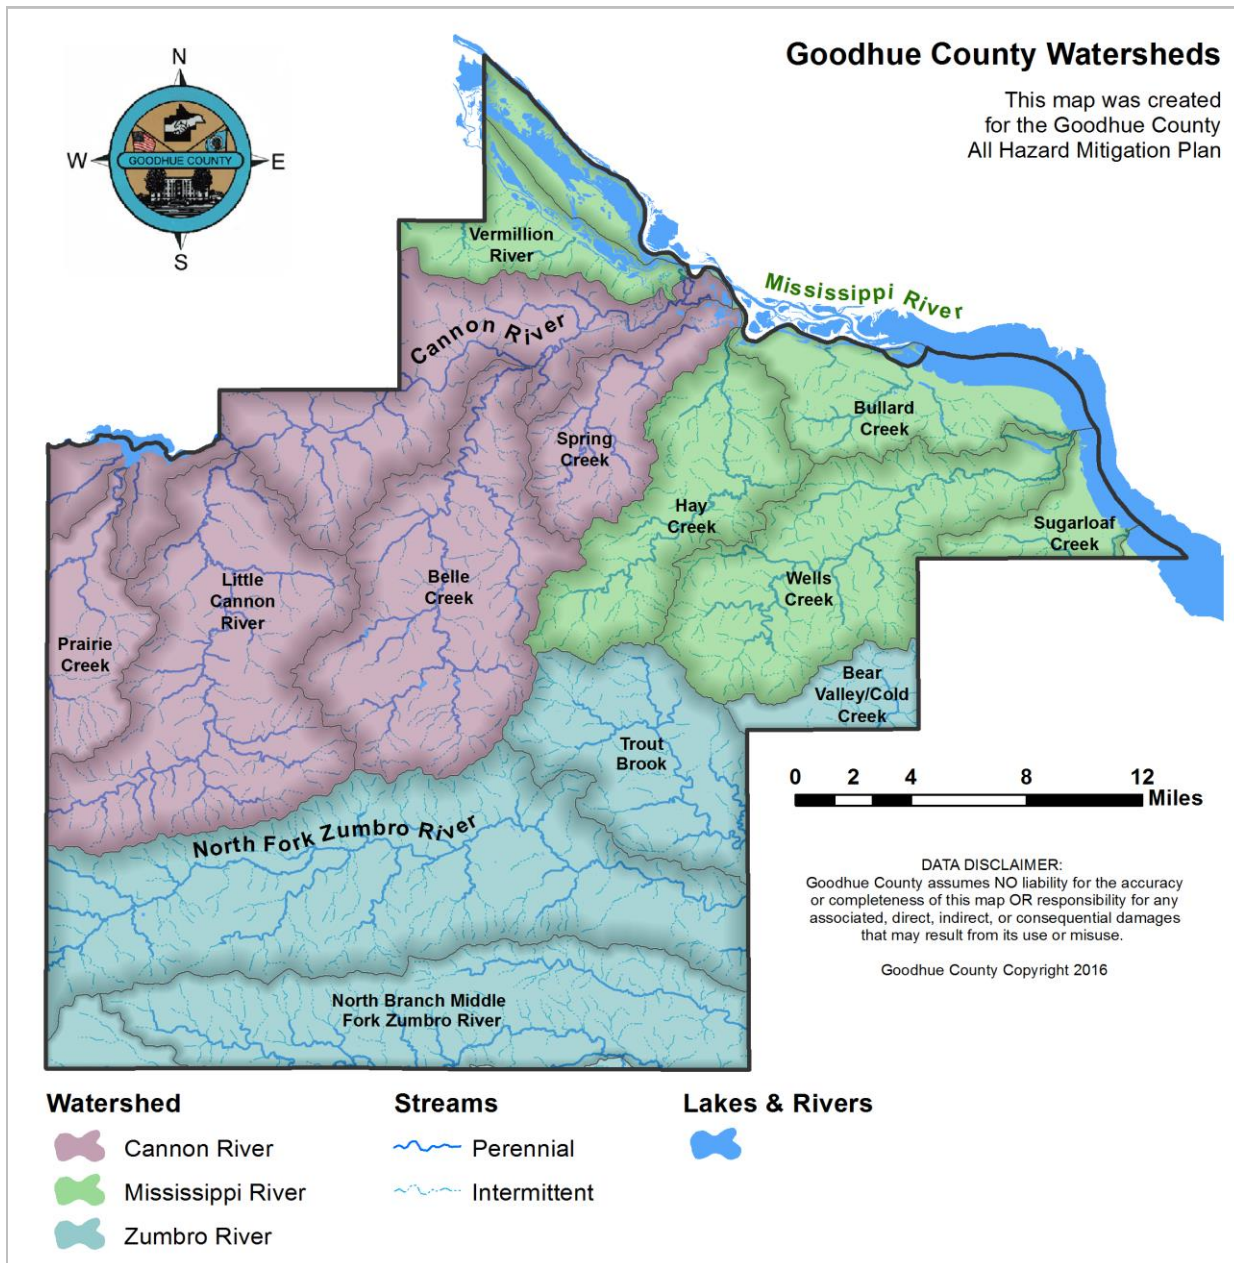 Goodhue County Watersheds
This map was created
for the Goodhue County
All Hazard Mitigation Plan
N
W
E
S
GOODHUE COUNTY
Vermillion
River
Mississippi River
Cannon River
Bullard
Creek
Spring
Creek
Hay
Creek
Sugarloaf
Creek
Wells
Creek
Belle
Creek
Little
Cannon
River
Prairie
Creek
Bear
Valley/Cold
Creek
Trout
Brook
0 2 4 8 12
Miles
North Fork Zumbro River
DATA DISCLAIMER:
Goodhue County assumes NO liability for the accuracy
or completeness of this map OR responsibility for any
associated, direct, indirect, or consequential damages
that may result from its use or misuse.
Goodhue County Copyright 2016
North Branch Middle
Fork Zumbro River
Watershed
Cannon River
Mississippi River
Zumbro River
Streams
Perennial
Intermittent
Lakes & Rivers